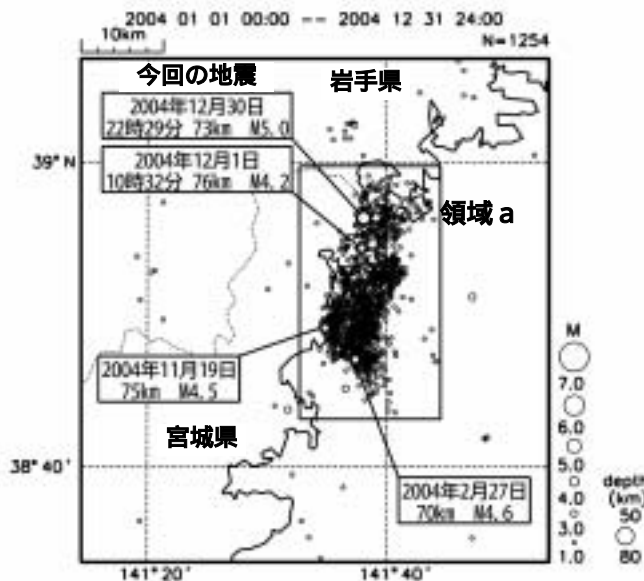 2004 01 01 00:00 -- 2004 12 31 24:00
10km
N=1254
今回の地震
岩手県
2004年12月30日
22時29分 73km M5.0
39°N
2004年12月1日
10時32分 76km M4.2
領域a
2004年11月19日
75km M4.5
宮城県
38°40'
2004年2月27日
70km M4.6
M
7.0
6.0
5.0
4.0
3.0
1.0
depth
(km)
50
80
141°20'
141°40'